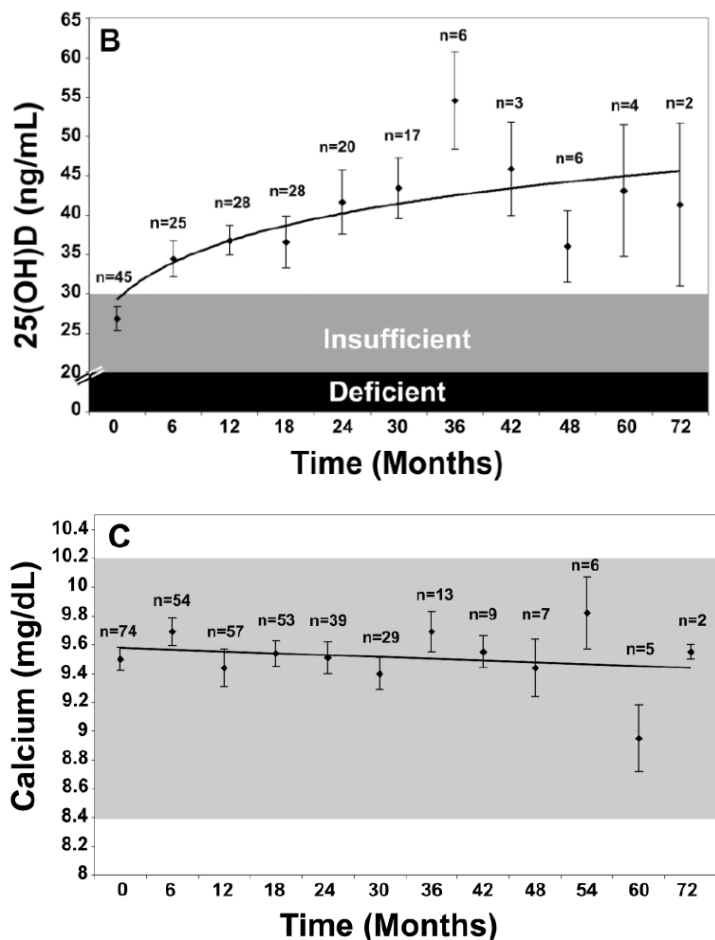 B
25(OH)D (ng/mL)
65
60
55
50
45
40
35
30
25
20
0
n=45
n=25
n=28
n=28
n=20
n=17
n=6
n=3
n=6
n=4
n=2
Insufficient
Deficient
0 6 12 18 24 30 36 42 48 60 72
Time (Months)
C
Calcium (mg/dL)
10.4
10.2
10
9.8
9.6
9.4
9.2
9
8.8
8.6
8.4
8.2
8
n=74
n=54
n=57
n=53
n=39
n=29
n=13
n=9
n=7
n=6
n=5
n=2
0 6 12 18 24 30 36 42 48 54 60 72
Time (Months)